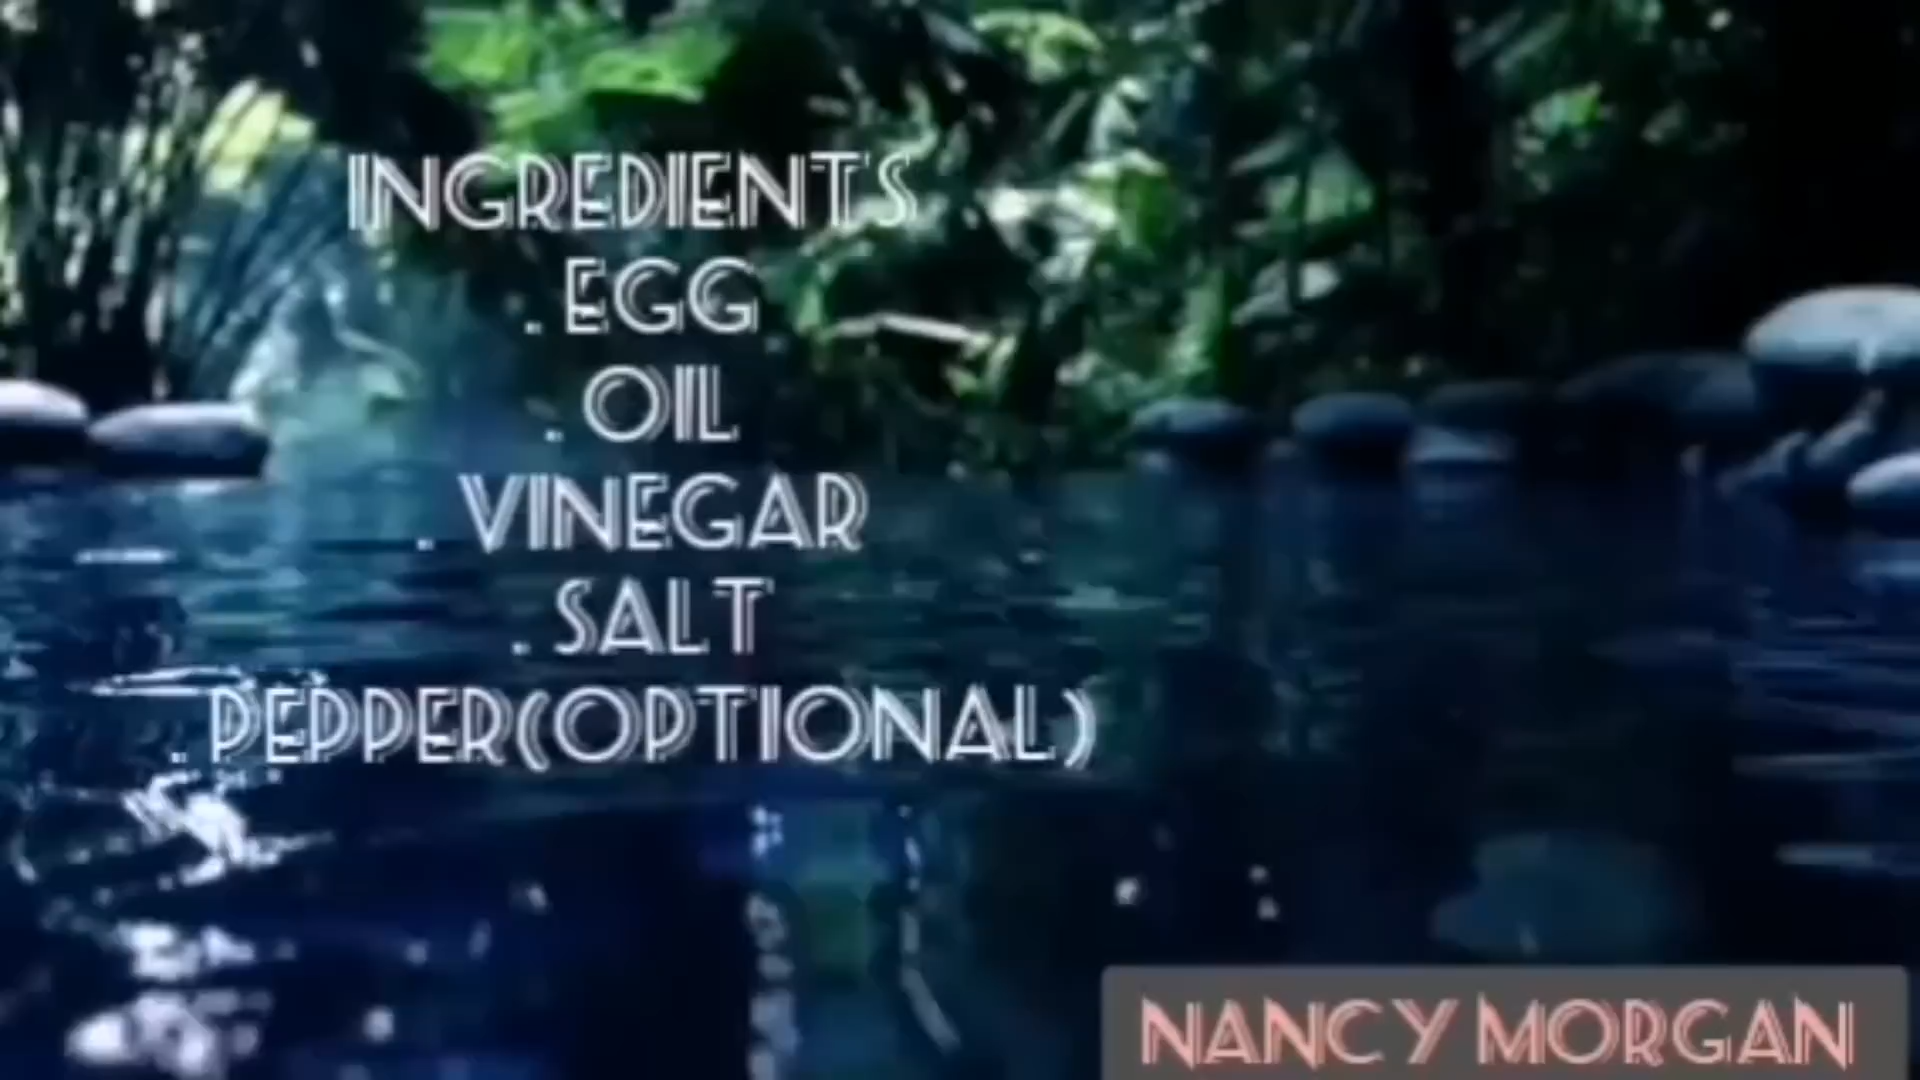 INGREDIENTS
. EGG
. OIL
. VINEGAR
. SALT
. PEPPER(OPTIONAL)
NANCY MORGAN